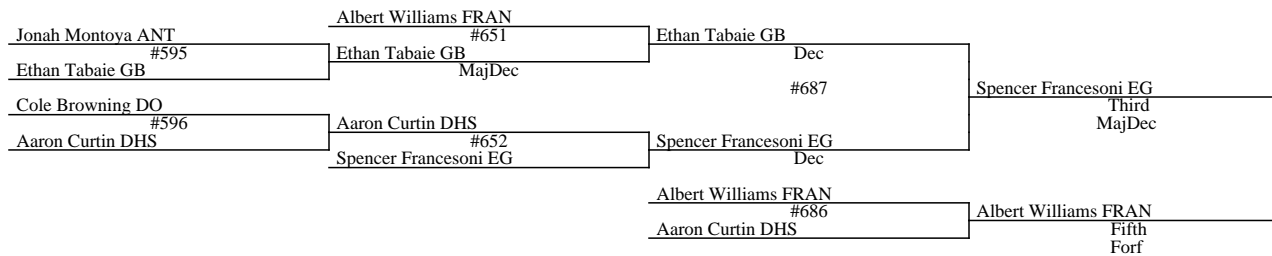 Albert Williams FRAN
Jonah Montoya ANT
#651
Ethan Tabaie GB
#595
Ethan Tabaie GB
Dec
Ethan Tabaie GB
MajDec
#687
Spencer Francesoni EG
Cole Browning DO
Third
#596
Aaron Curtin DHS
MajDec
Aaron Curtin DHS
#652
Spencer Francesoni EG
Spencer Francesoni EG
Dec
Albert Williams FRAN
#686
Albert Williams FRAN
Aaron Curtin DHS
Fifth
Forf